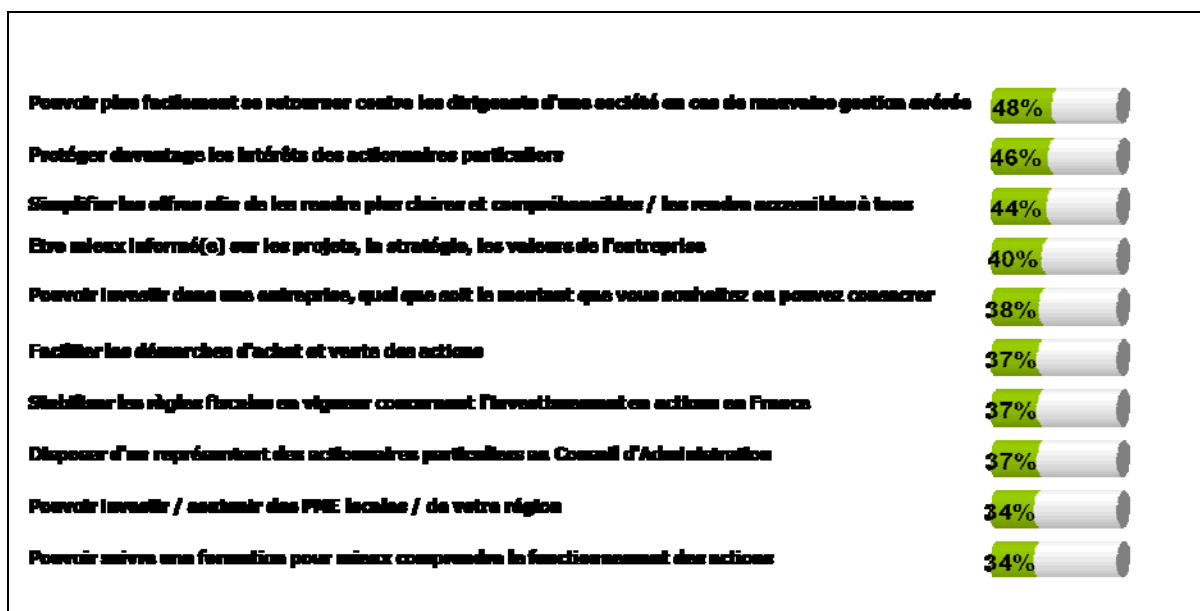 Pouvoir plus facilement se retourner contre les dirigeants d'une société en cas de mauvaise gestion avérée 48%
Protéger davantage les intérêts des actionnaires particuliers 46%
Simplifier les offres afin de les rendre plus claires et compréhensibles / les rendre accessibles à tous 44%
Etre mieux informé(e) sur les projets, la stratégie, les valeurs de l'entreprise 40%
Pouvoir investir dans une entreprise, quel que soit le montant que vous souhaitez ou pouvez consacrer 38%
Faciliter les démarches d'achat et vente des actions 37%
Stabiliser les règles fiscales en vigueur concernant l'investissement en actions en France 37%
Disposer d'un représentant des actionnaires particuliers au Conseil d'Administration 37%
Pouvoir investir / soutenir des PME locales / de votre région 34%
Pouvoir suivre une formation pour mieux comprendre le fonctionnement des actions 34%